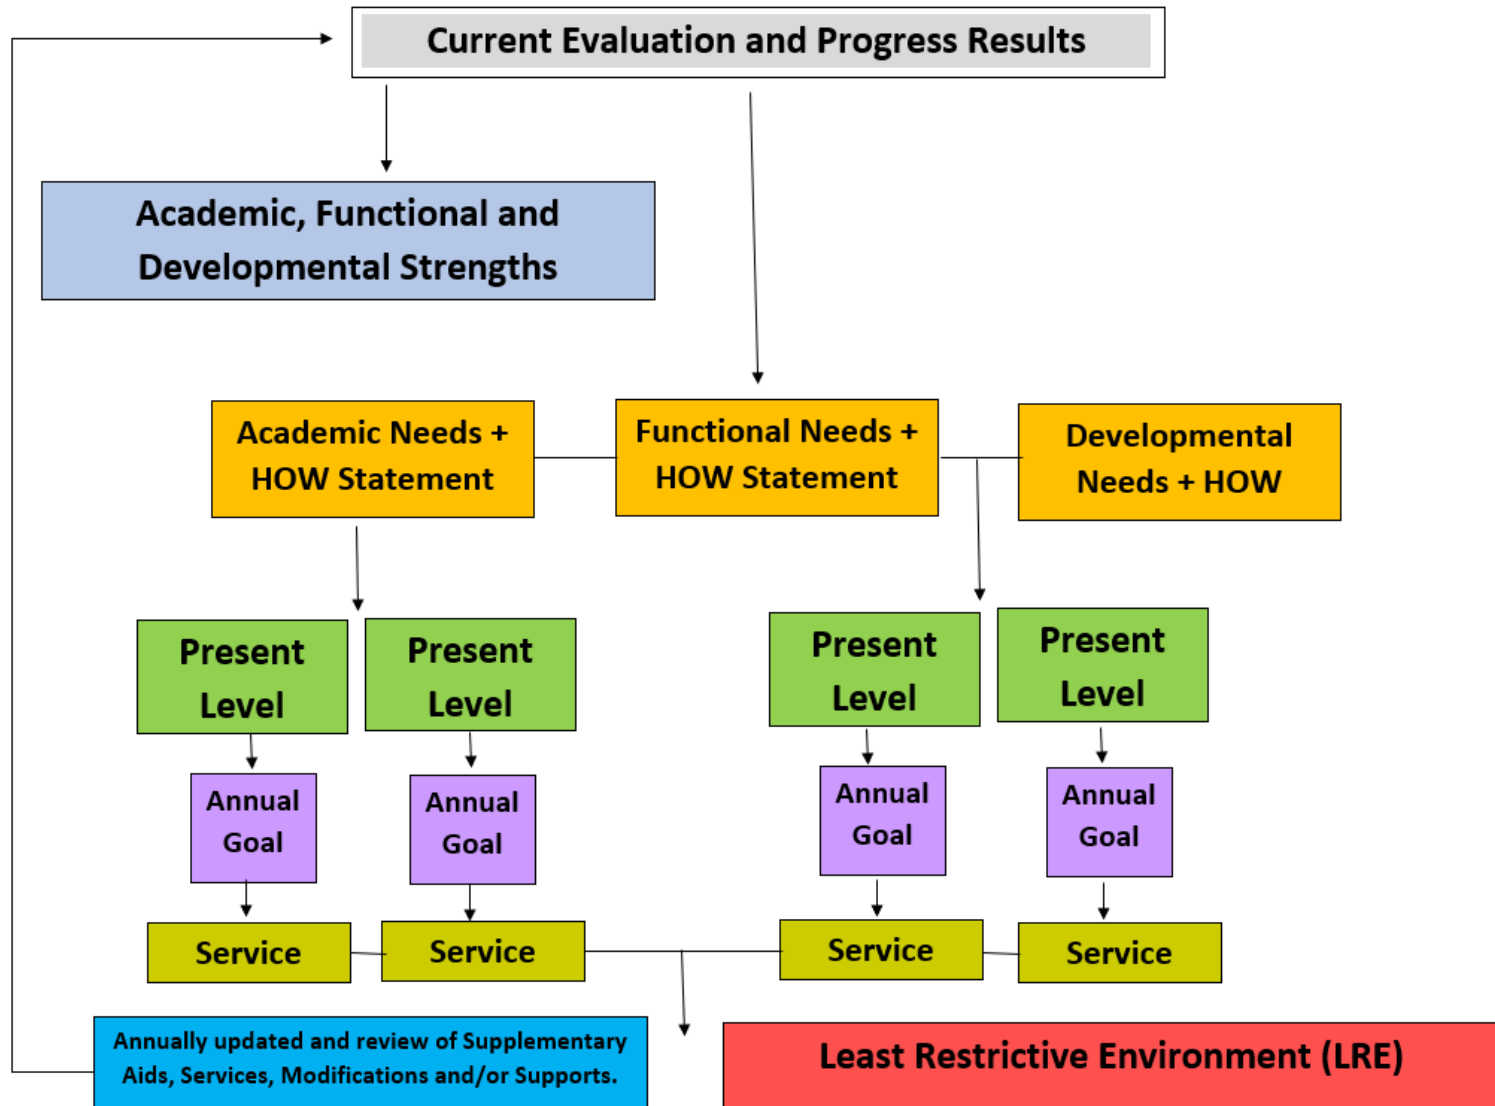 Current Evaluation and Progress Results
Academic, Functional and
Developmental Strengths
Academic Needs +
HOW Statement
Functional Needs +
HOW Statement
Developmental
Needs + HOW
Present
Level
Present
Level
Present
Level
Present
Level
Annual
Goal
Annual
Goal
Annual
Goal
Annual
Goal
Service
Service
Service
Service
Annually updated and review of Supplementary
Aids, Services, Modifications and/or Supports.
Least Restrictive Environment (LRE)